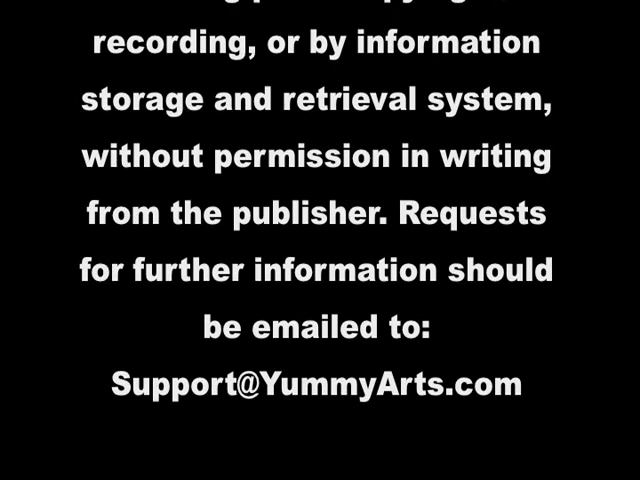 recording, or by information
storage and retrieval system,
without permission in writing
from the publisher. Requests
for further information should
be emailed to:
Support@YummyArts.com